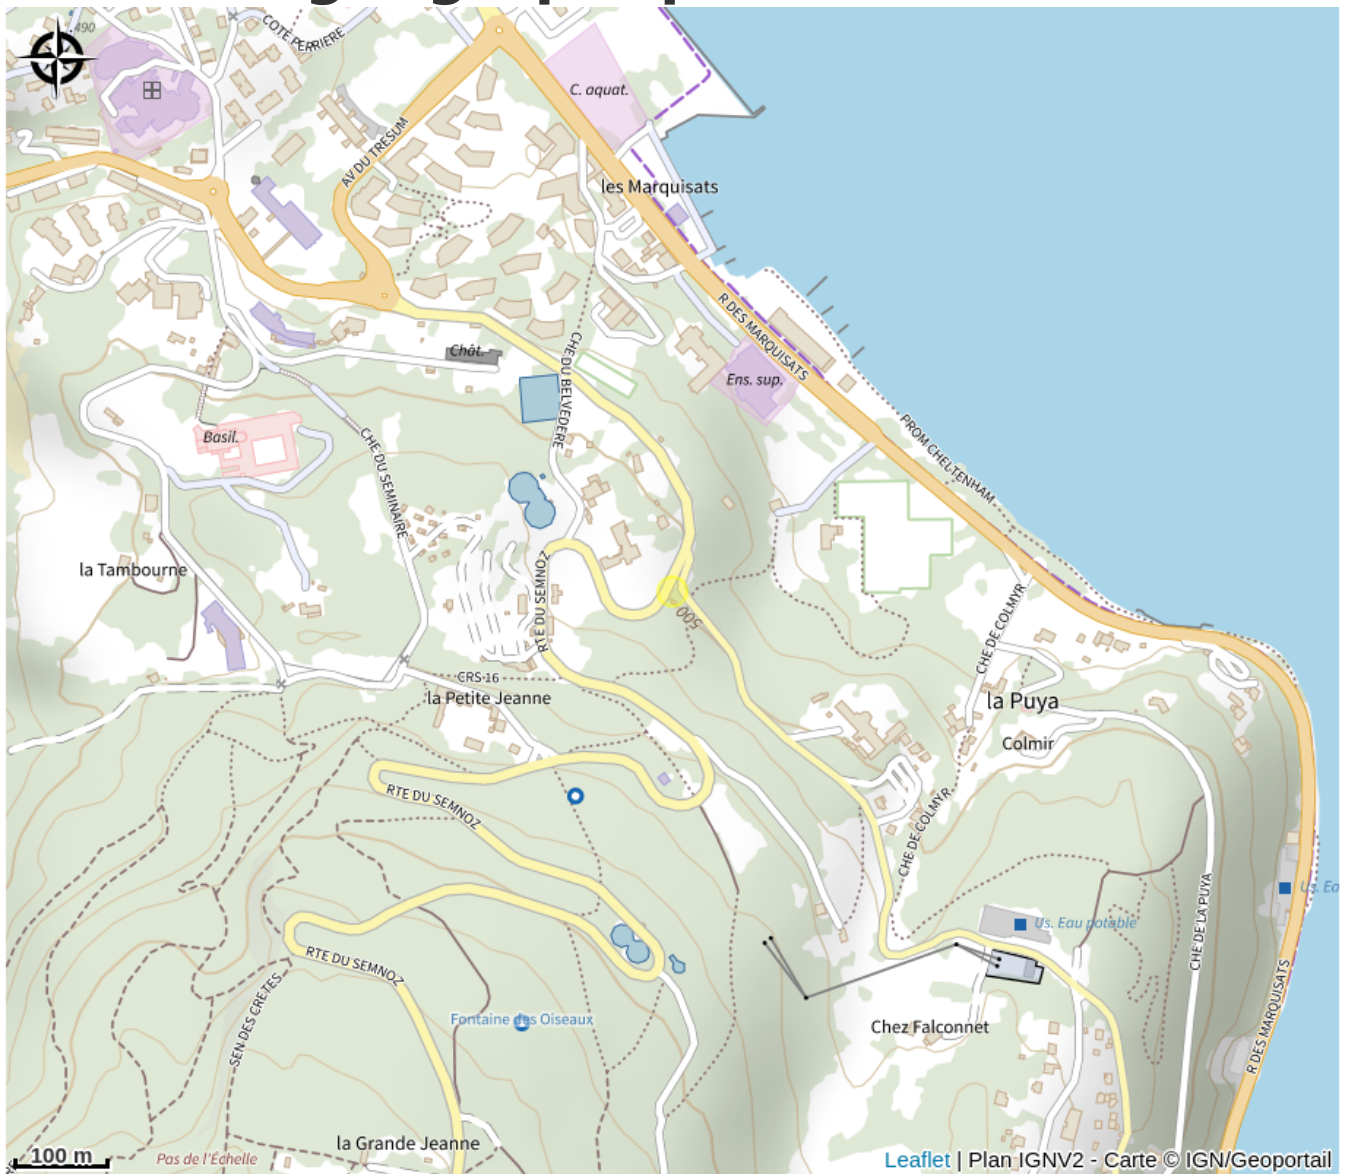 490
COTE PERRIERE
C. aquat.
AV DU TRESUM
les Marquisats
R DES MARQUISATS
Chât.
CHE DU BELVEDERE
Ens. sup.
Basil.
CHE DU SEMINAIRE
PROM CHELTENHAM
la Tambourne
RTE DU SEMNOZ
500
CHE DE COLMYR
CRS 16
la Petite Jeanne
la Puya
Colmir
RTE DU SEMNOZ
CHE DE COLMYR
CHE DE LA PUYA
Us. Ea
Us. Eau potable
RTE DU SEMNOZ
SEN DES CRETES
Fontaine des Oiseaux
Chez Falconnet
R DES MARQUISATS
la Grande Jeanne
100 m
Pas de l'Échelle
Leaflet | Plan IGNV2 - Carte © IGN/Geoportail